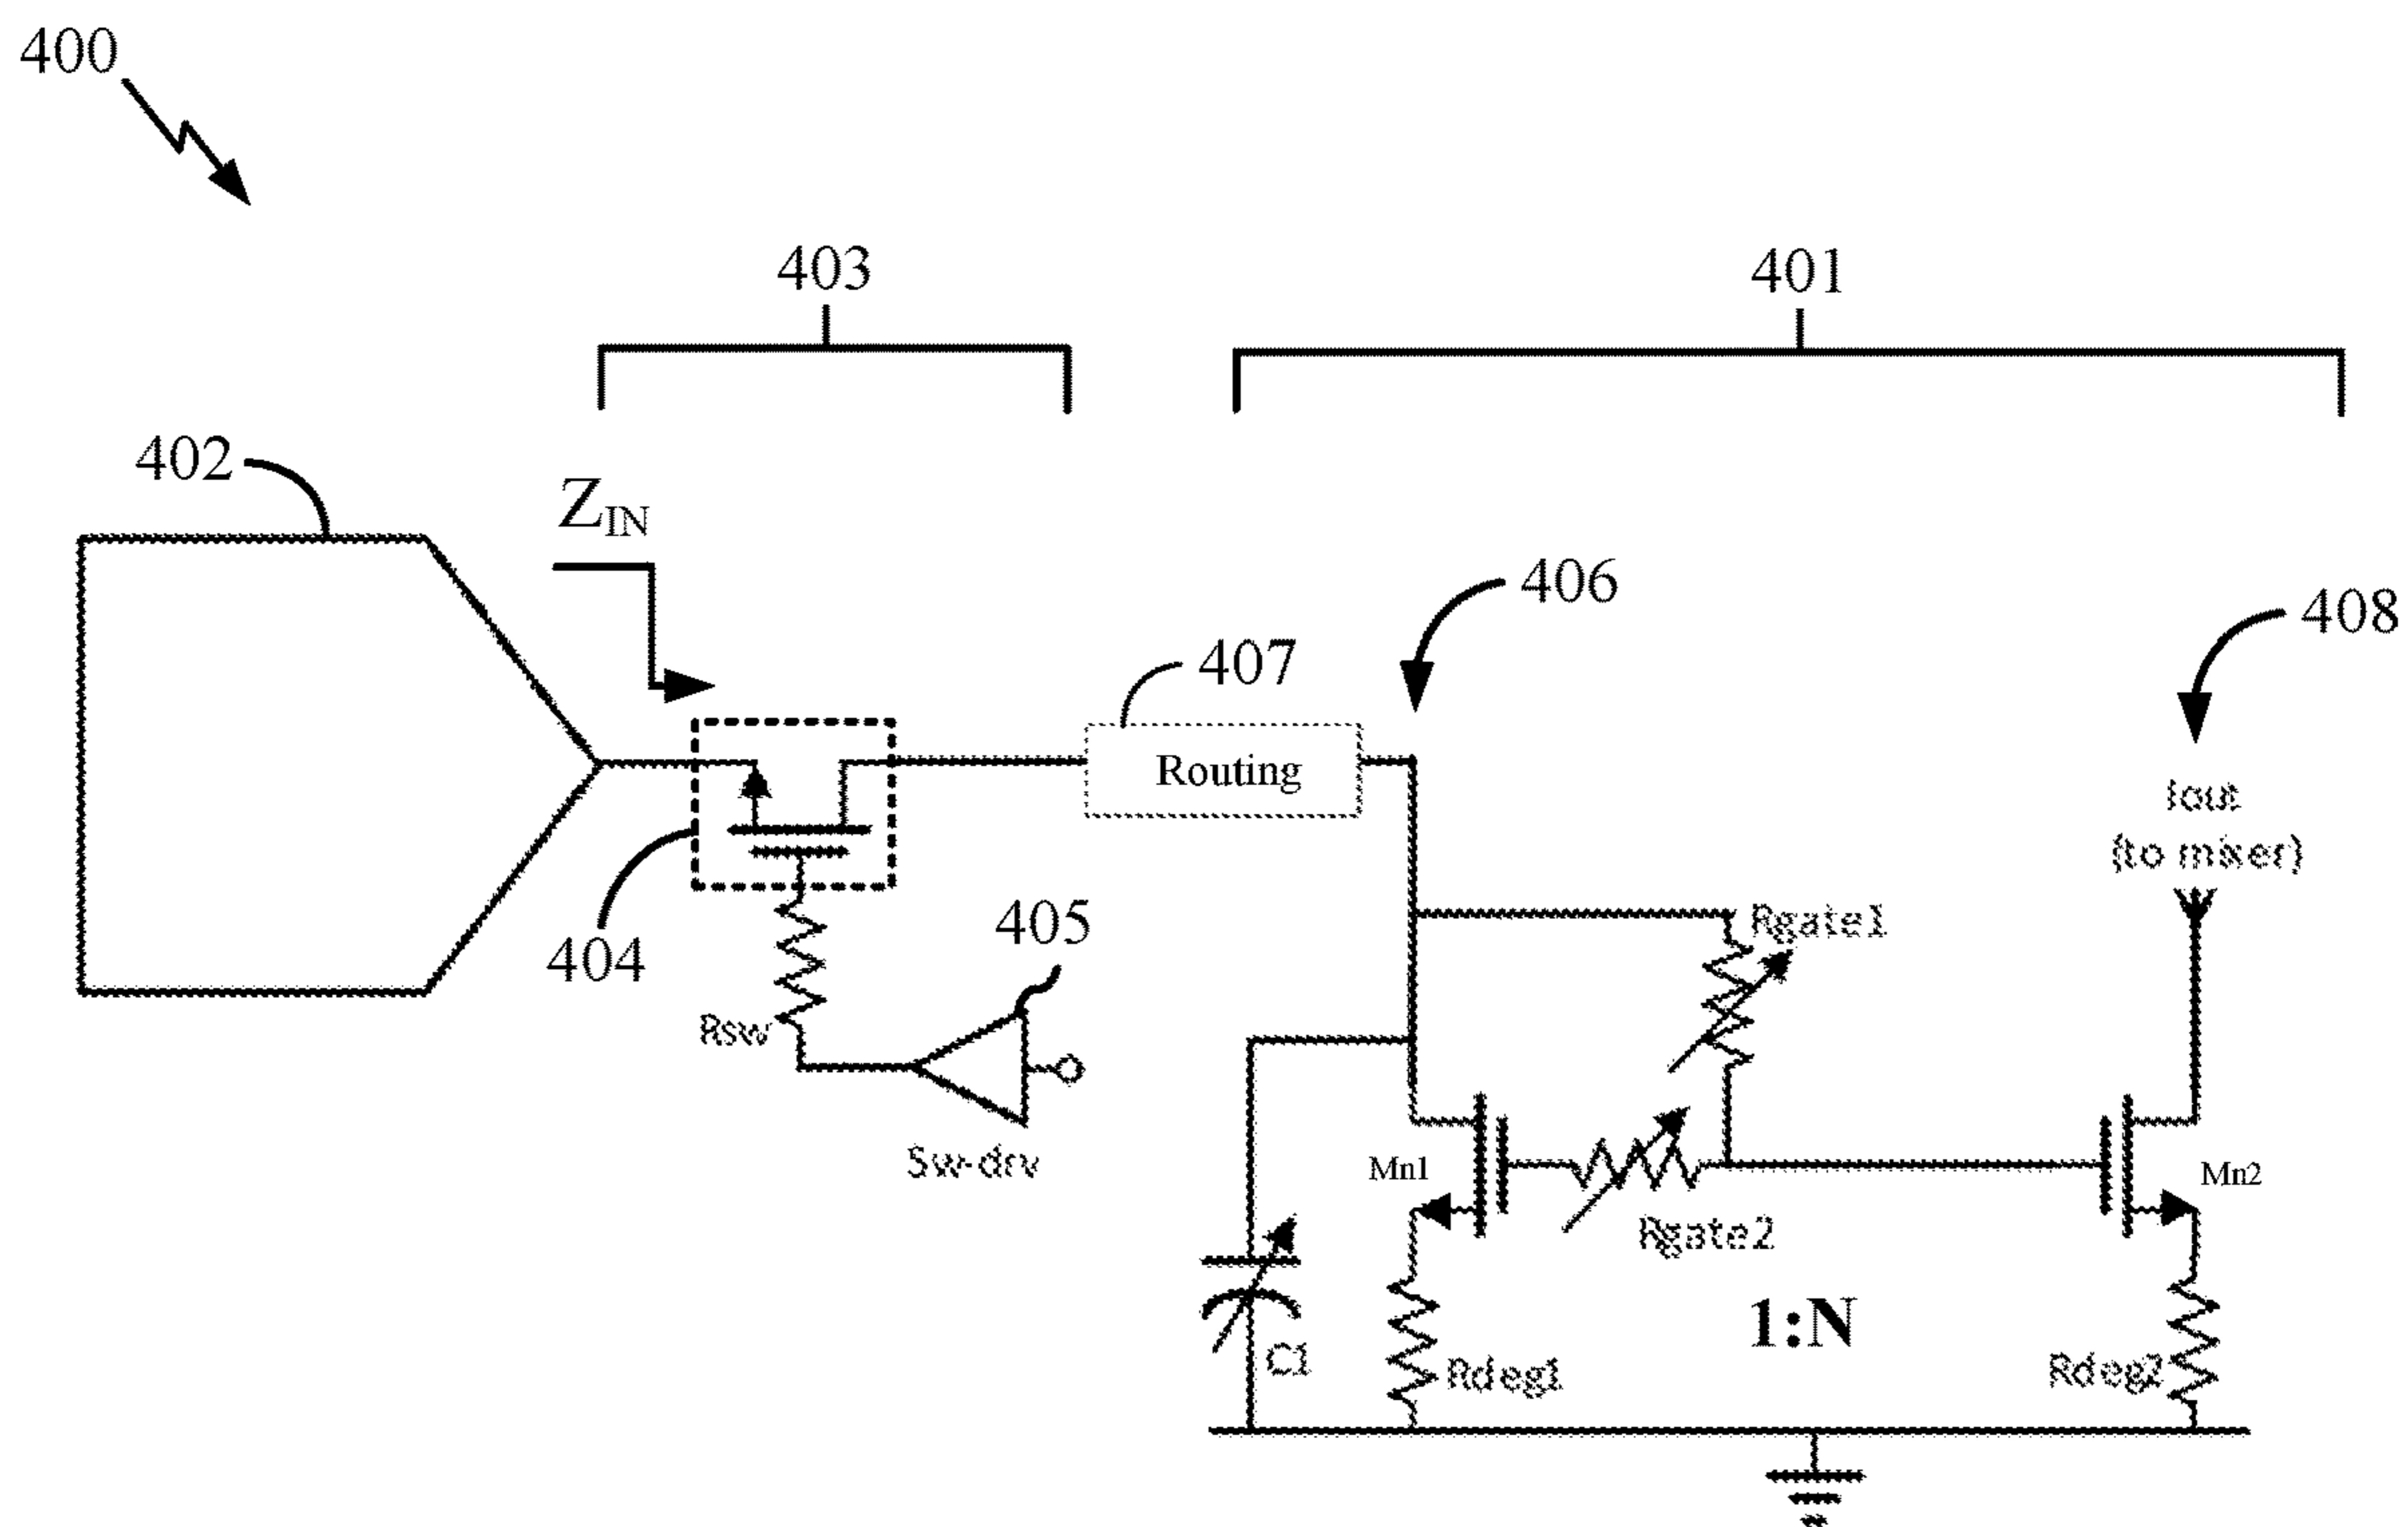 400
403
401
402
Z_IN
406
408
407
Routing
Iout
(to mixer)
Rgate1
405
404
Rsw
Sw-drv
Mn1
Mn2
Rgate2
1:N
C1
Rdeg1
Rdeg2